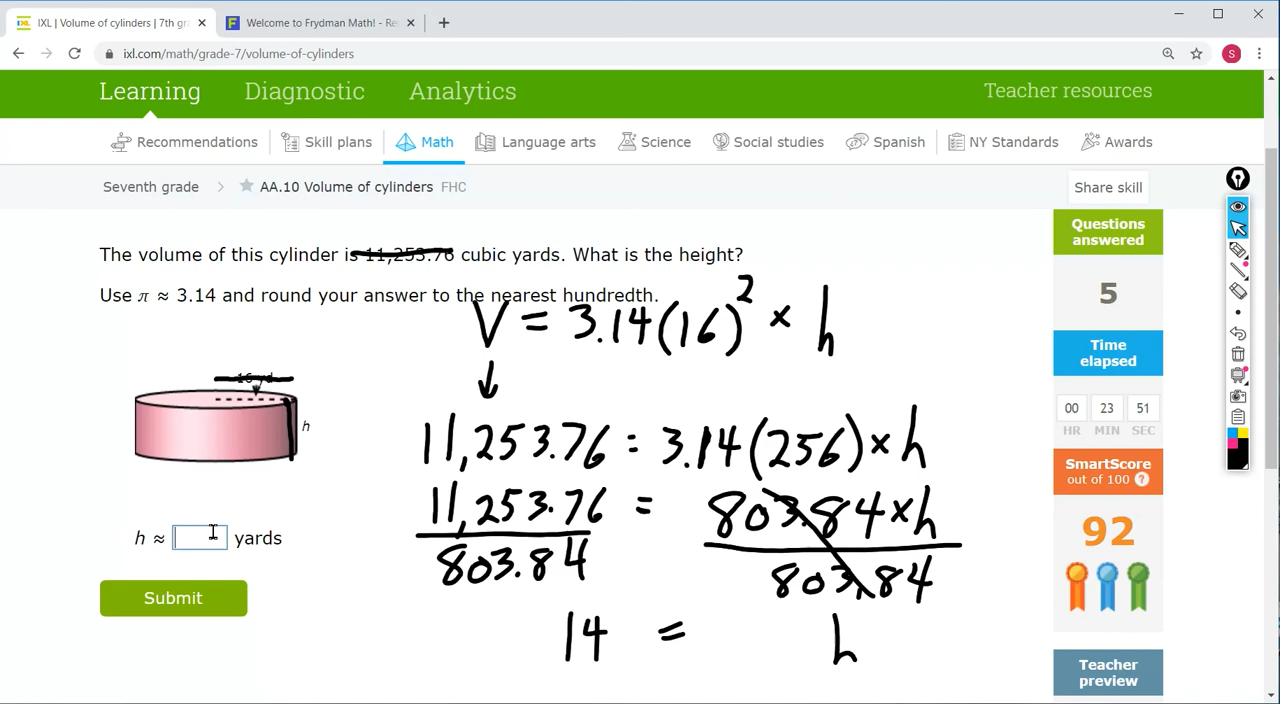 IXL | Volume of cylinders | 7th gr
Welcome to Frydman Math! - Re
ixl.com/math/grade-7/volume-of-cylinders
S
Learning Diagnostic Analytics Teacher resources
Recommendations Skill plans Math Language arts Science Social studies Spanish NY Standards Awards
Seventh grade > AA.10 Volume of cylinders FHC Share skill
The volume of this cylinder is 11,253.76 cubic yards. What is the height?
Use π ≈ 3.14 and round your answer to the nearest hundredth.
V = 3.14(16)² × h
11,253.76 = 3.14(256) × h
11,253.76 = 803.84 × h
803.84 803.84
14 = h
16 yd
h
h ≈ yards
Submit
Questions
answered
5
Time
elapsed
00 23 51
HR MIN SEC
SmartScore
out of 100 ?
92
Teacher
preview